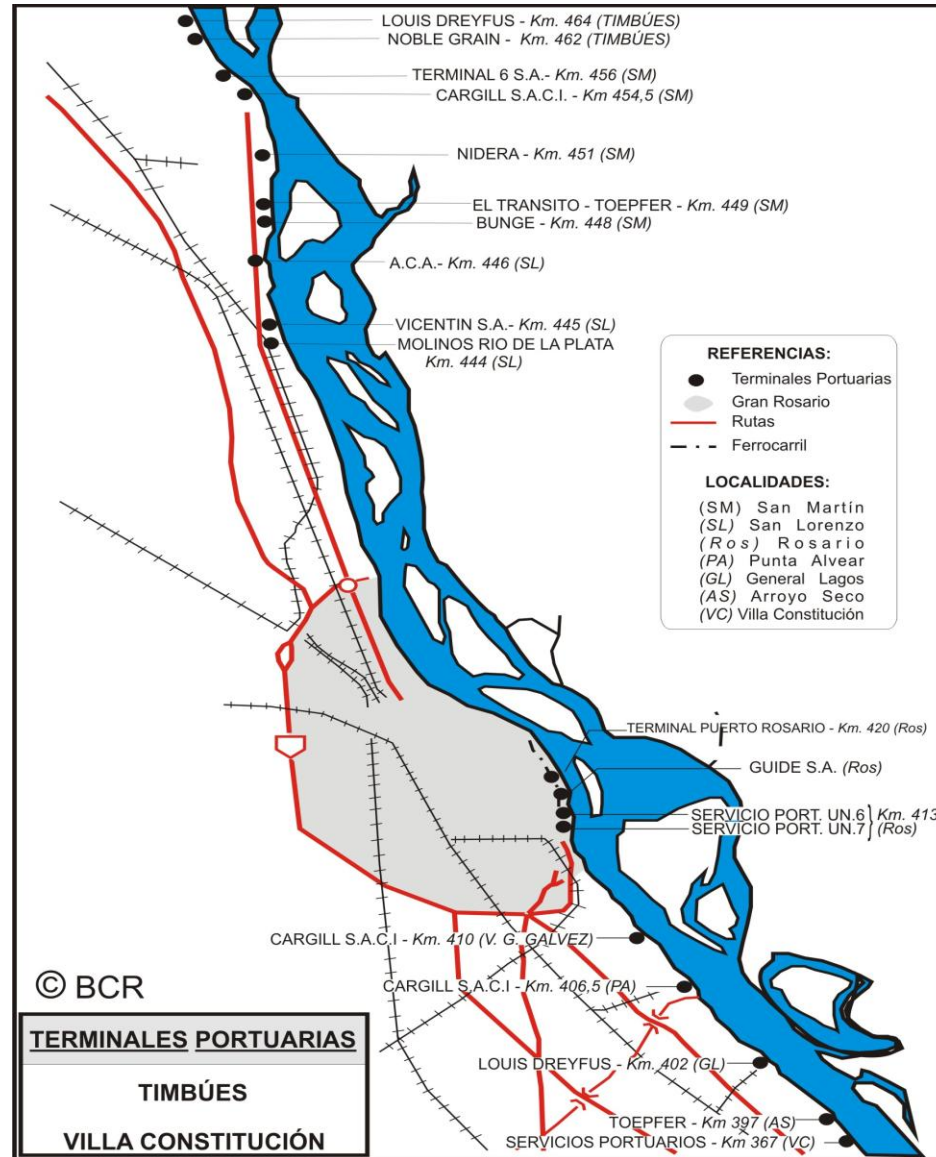 LOUIS DREYFUS - Km. 464 (TIMBÚES)
NOBLE GRAIN - Km. 462 (TIMBÚES)
TERMINAL 6 S.A.- Km. 456 (SM)
CARGILL S.A.C.I. - Km 454,5 (SM)
NIDERA - Km. 451 (SM)
EL TRANSITO - TOEPFER - Km. 449 (SM)
BUNGE - Km. 448 (SM)
A.C.A.- Km. 446 (SL)
VICENTIN S.A.- Km. 445 (SL)
MOLINOS RIO DE LA PLATA
Km. 444 (SL)
REFERENCIAS:
Terminales Portuarias
Gran Rosario
Rutas
Ferrocarril
LOCALIDADES:
(SM) San Martín
(SL) San Lorenzo
(Ros) Rosario
(PA) Punta Alvear
(GL) General Lagos
(AS) Arroyo Seco
(VC) Villa Constitución
TERMINAL PUERTO ROSARIO - Km. 420 (Ros)
GUIDE S.A. (Ros)
SERVICIO PORT. UN.6 } Km. 413
SERVICIO PORT. UN.7 (Ros)
CARGILL S.A.C.I - Km. 410 (V. G. GALVEZ)
CARGILL S.A.C.I - Km. 406,5 (PA)
LOUIS DREYFUS - Km. 402 (GL)
TOEPFER - Km 397 (AS)
SERVICIOS PORTUARIOS - Km 367 (VC)
© BCR
TERMINALES PORTUARIAS
TIMBÚES
VILLA CONSTITUCIÓN